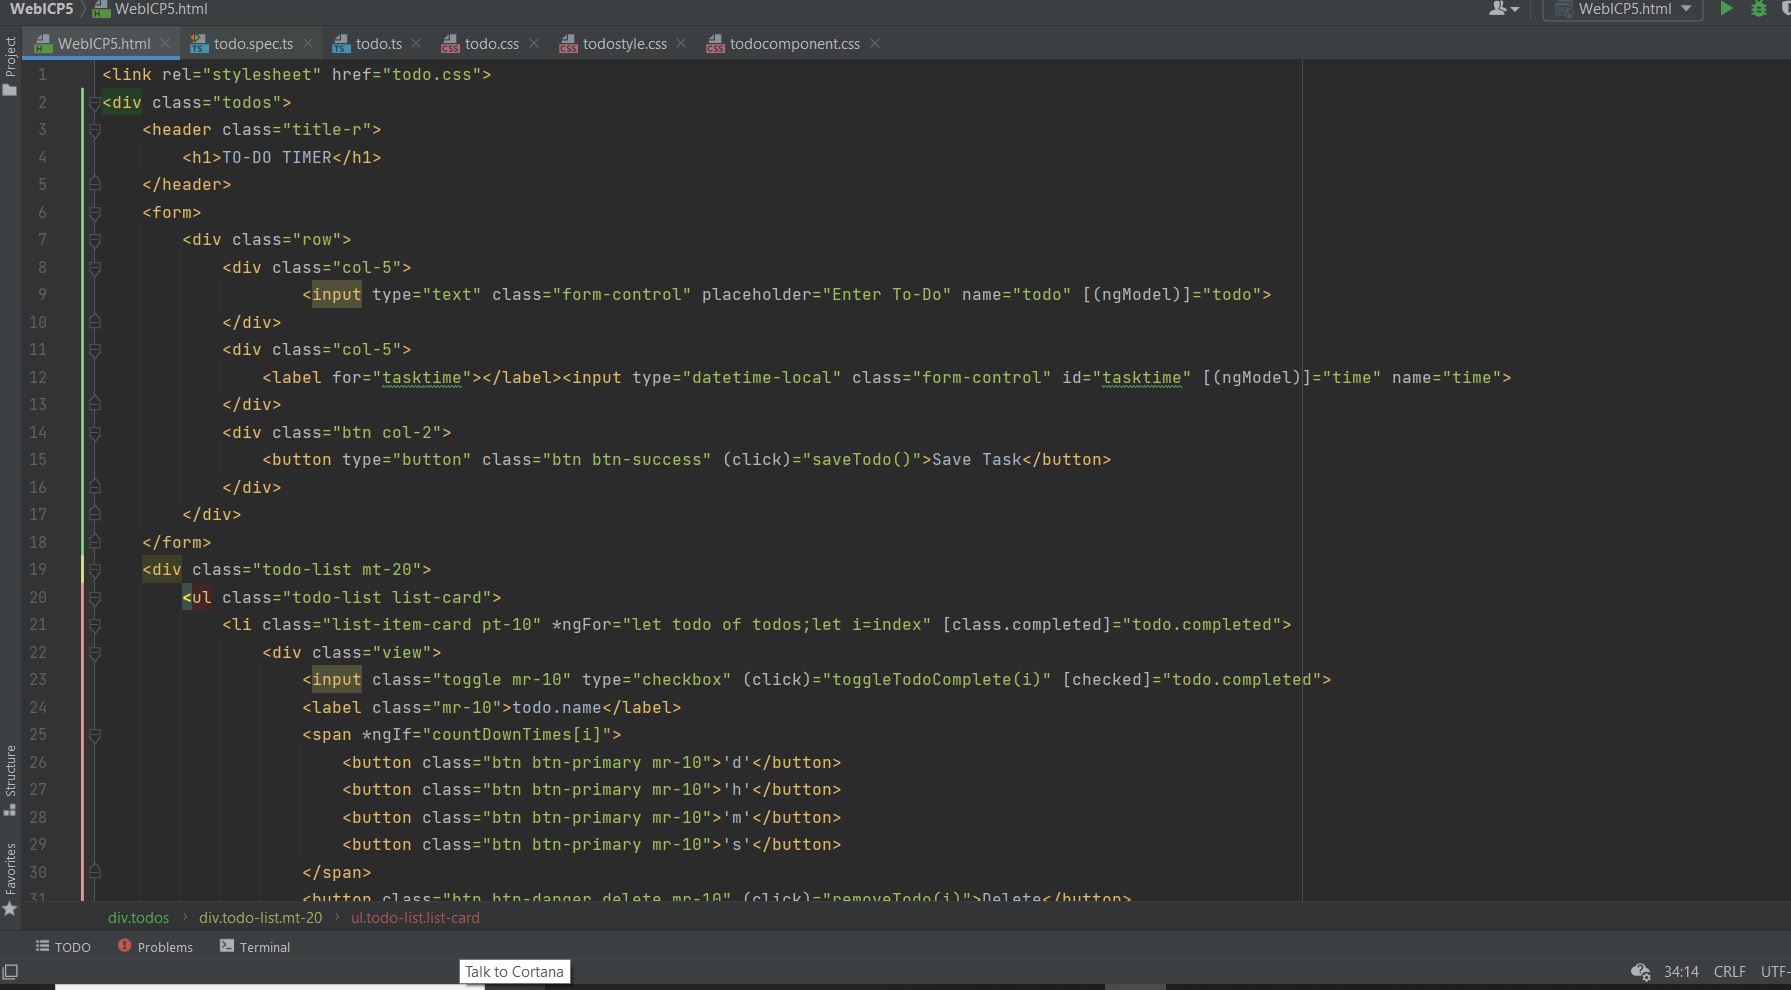 WebICP5 WebICP5.html WebICP5.html
WebICP5.html todo.spec.ts todo.ts todo.css todostyle.css todocomponent.css
Project
1 <link rel="stylesheet" href="todo.css">
2 <div class="todos">
3 <header class="title-r">
4 <h1>TO-DO TIMER</h1>
5 </header>
6 <form>
7 <div class="row">
8 <div class="col-5">
9 <input type="text" class="form-control" placeholder="Enter To-Do" name="todo" [(ngModel)]="todo">
10 </div>
11 <div class="col-5">
12 <label for="tasktime"></label><input type="datetime-local" class="form-control" id="tasktime" [(ngModel)]="time" name="time">
13 </div>
14 <div class="btn col-2">
15 <button type="button" class="btn btn-success" (click)="saveTodo()">Save Task</button>
16 </div>
17 </div>
18 </form>
19 <div class="todo-list mt-20">
20 <ul class="todo-list list-card">
21 <li class="list-item-card pt-10" *ngFor="let todo of todos;let i=index" [class.completed]="todo.completed">
22 <div class="view">
23 <input class="toggle mr-10" type="checkbox" (click)="toggleTodoComplete(i)" [checked]="todo.completed">
24 <label class="mr-10">todo.name</label>
25 <span *ngIf="countDownTimes[i]">
26 <button class="btn btn-primary mr-10">'d'</button>
27 <button class="btn btn-primary mr-10">'h'</button>
28 <button class="btn btn-primary mr-10">'m'</button>
29 <button class="btn btn-primary mr-10">'s'</button>
30 </span>
31 <button class="btn btn-danger delete mr-10" (click)="removeTodo(i)">Delete</button>
Structure
Favorites
div.todos › div.todo-list.mt-20 › ul.todo-list.list-card
TODO Problems Terminal
Talk to Cortana
34:14 CRLF UTF-